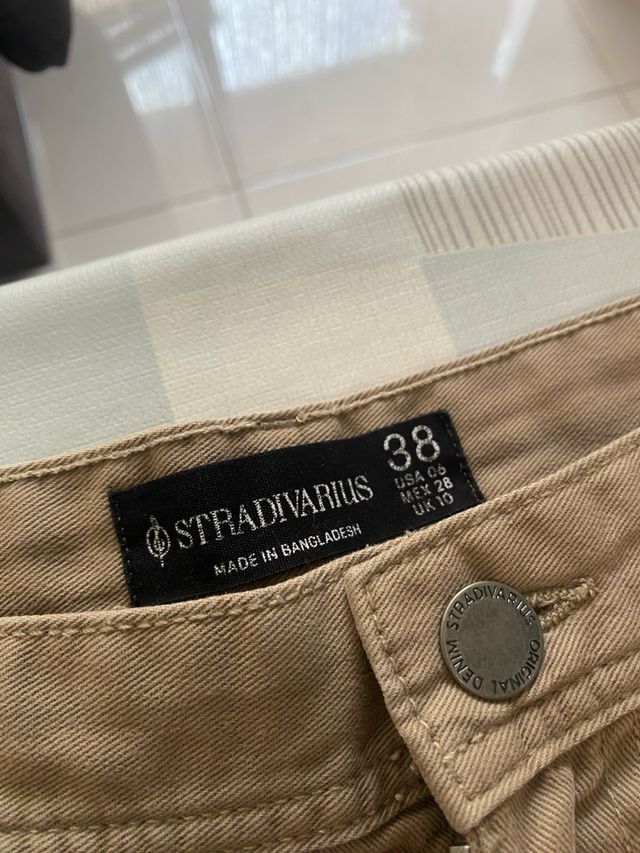 38
USA 06
MEX 28
UK 10
STRADIVARIUS
MADE IN BANGLADESH
STRADIVARIUS ORIGINAL DENIM